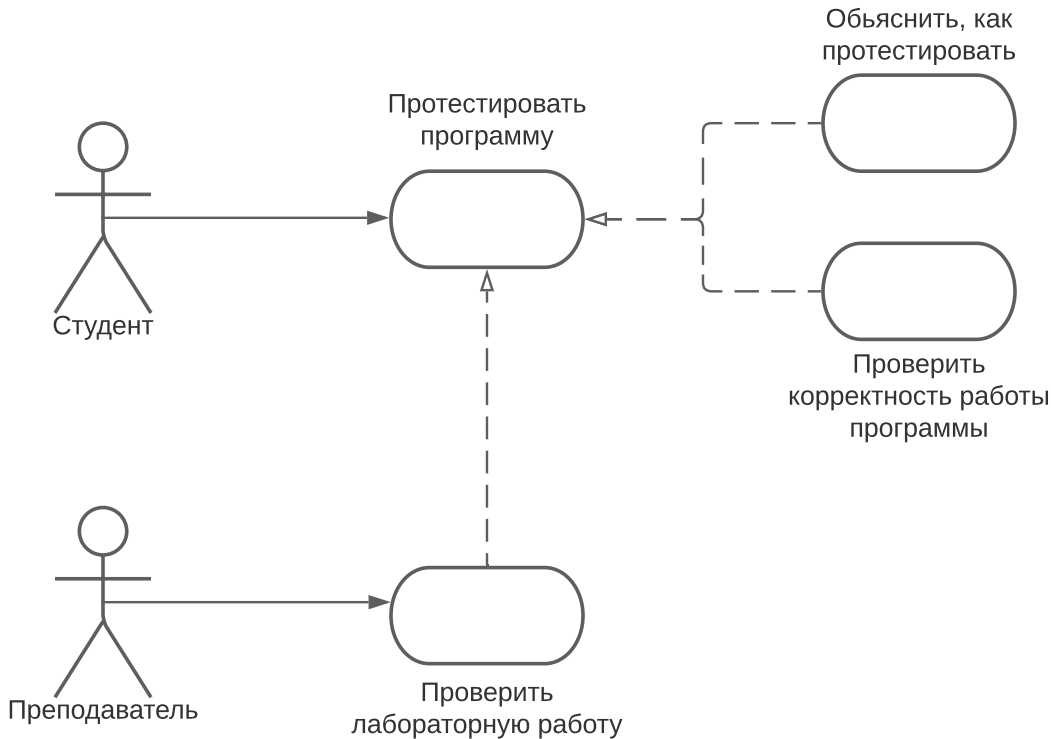 Обьяснить, как
протестировать
Протестировать
программу
Студент
Проверить
корректность работы
программы
Преподаватель
Проверить
лабораторную работу